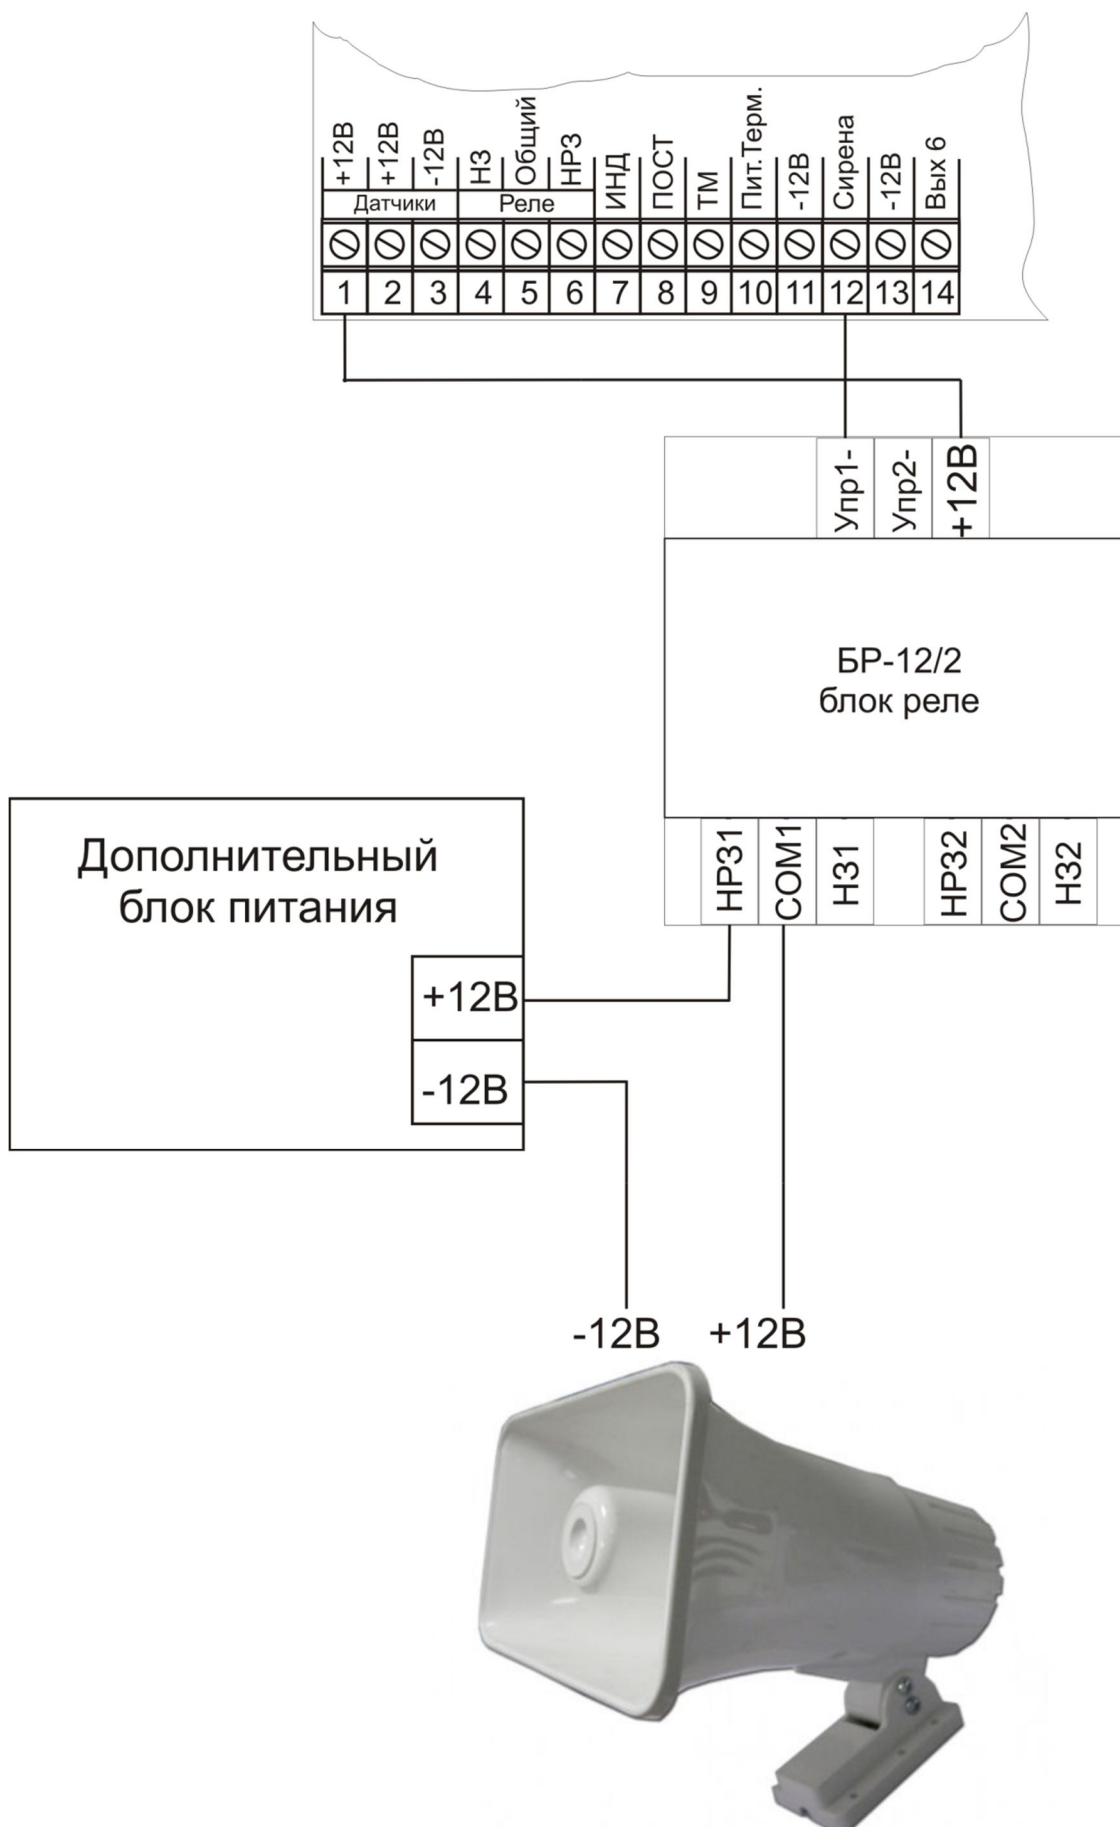 +12В
+12В
-12В
НЗ
Общий
НРЗ
ИНД
ПОСТ
ТМ
Пит.Терм.
-12В
Сирена
-12В
Вых 6
Датчики
Реле
1 2 3 4 5 6 7 8 9 10 11 12 13 14
Упр1-
Упр2-
+12В
БР-12/2
блок реле
НРЗ1
COM1
НЗ1
НРЗ2
COM2
НЗ2
Дополнительный
блок питания
+12В
-12В
-12В +12В